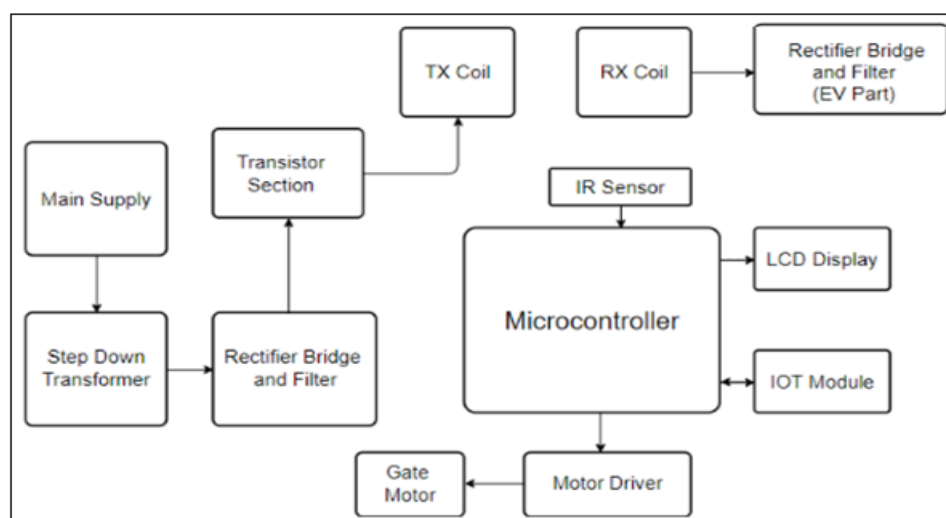 TX Coil
RX Coil
Rectifier Bridge
and Filter
(EV Part)
Transistor
Section
Main Supply
IR Sensor
LCD Display
Microcontroller
Step Down
Transformer
Rectifier Bridge
and Filter
IOT Module
Gate
Motor
Motor Driver